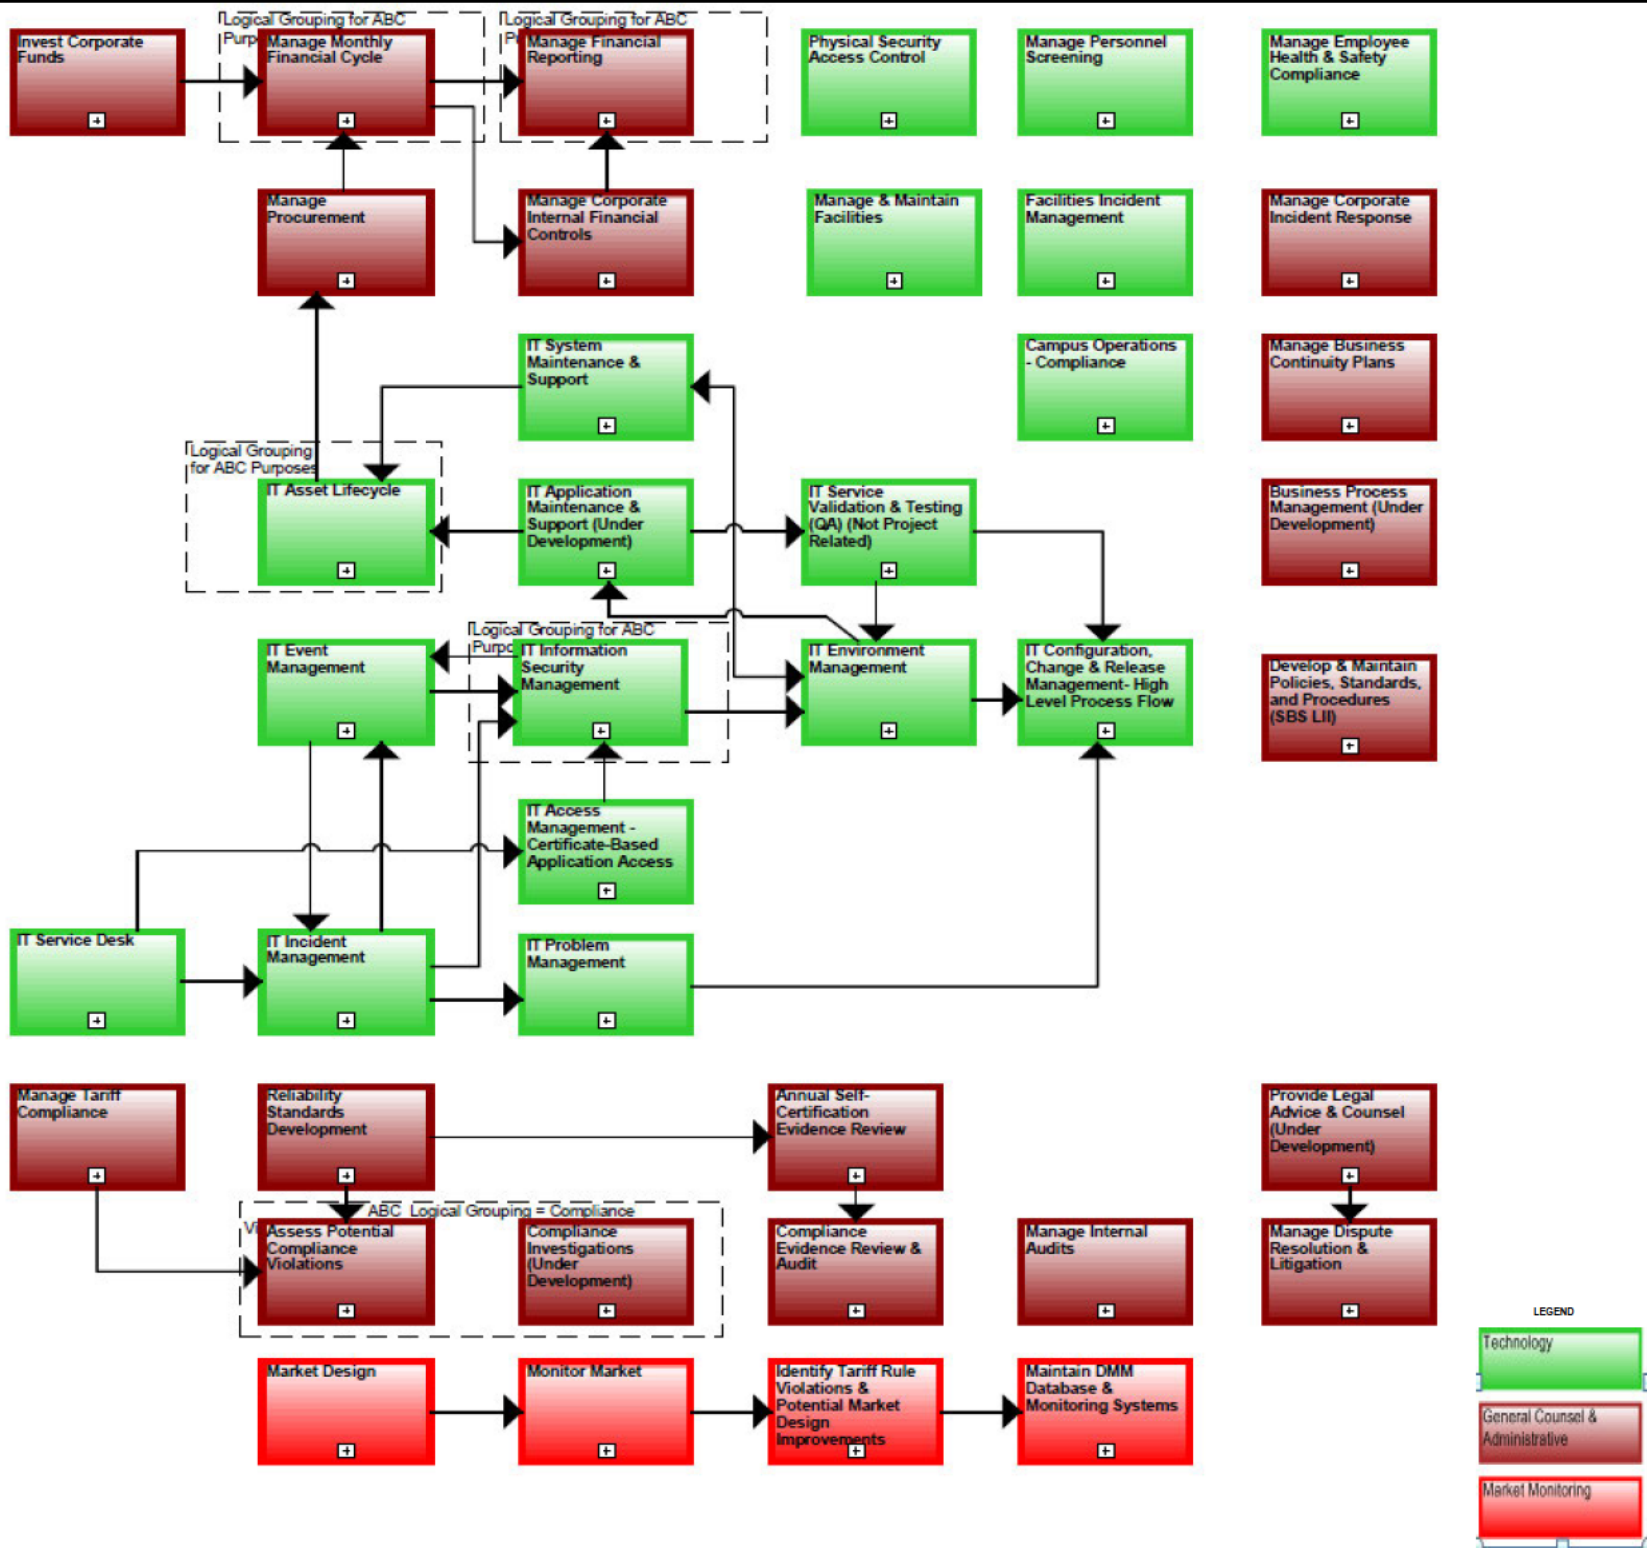 Logical Grouping for ABC
Purp
Logical Grouping for ABC
P
Invest Corporate
Funds
Manage Monthly
Financial Cycle
Manage Financial
Reporting
Physical Security
Access Control
Manage Personnel
Screening
Manage Employee
Health & Safety
Compliance
Manage
Procurement
Manage Corporate
Internal Financial
Controls
Manage & Maintain
Facilities
Facilities Incident
Management
Manage Corporate
Incident Response
IT System
Maintenance &
Support
Campus Operations
- Compliance
Manage Business
Continuity Plans
Logical Grouping
for ABC Purposes
IT Asset Lifecycle
IT Application
Maintenance &
Support (Under
Development)
IT Service
Validation & Testing
(QA) (Not Project
Related)
Business Process
Management (Under
Development)
Logical Grouping for ABC
Purpo
IT Event
Management
IT Information
Security
Management
IT Environment
Management
IT Configuration,
Change & Release
Management- High
Level Process Flow
Develop & Maintain
Policies, Standards,
and Procedures
(SBS LII)
IT Access
Management -
Certificate-Based
Application Access
IT Service Desk
IT Incident
Management
IT Problem
Management
Manage Tariff
Compliance
Reliability
Standards
Development
Annual Self-
Certification
Evidence Review
Provide Legal
Advice & Counsel
(Under
Development)
ABC Logical Grouping = Compliance
Vi
Assess Potential
Compliance
Violations
Compliance
Investigations
(Under
Development)
Compliance
Evidence Review &
Audit
Manage Internal
Audits
Manage Dispute
Resolution &
Litigation
Market Design
Monitor Market
Identify Tariff Rule
Violations &
Potential Market
Design
Improvements
Maintain DMM
Database &
Monitoring Systems
LEGEND
Technology
General Counsel &
Administrative
Market Monitoring